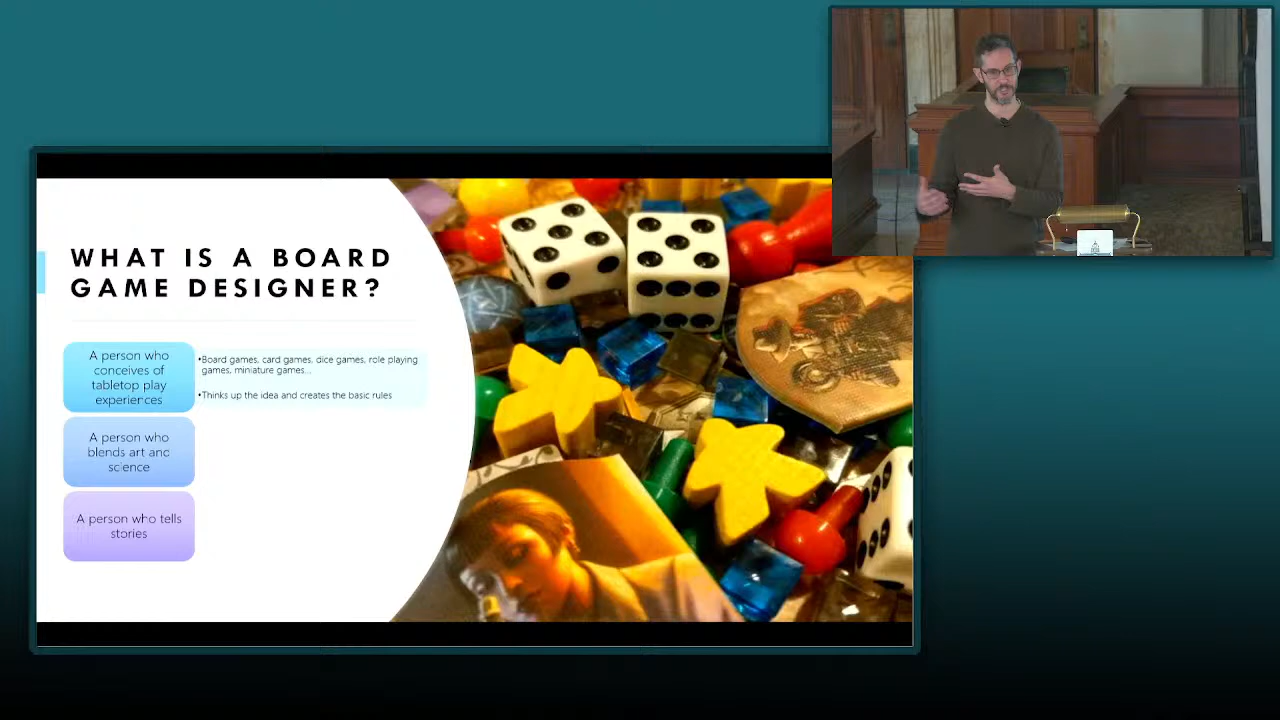 WHAT IS A BOARD
GAME DESIGNER?
A person who
conceives of
tabletop play
experiences
•Board games, card games, dice games, role playing
games, miniature games...
•Thinks up the idea and creates the basic rules
A person who
blends art and
science
A person who tells
stories